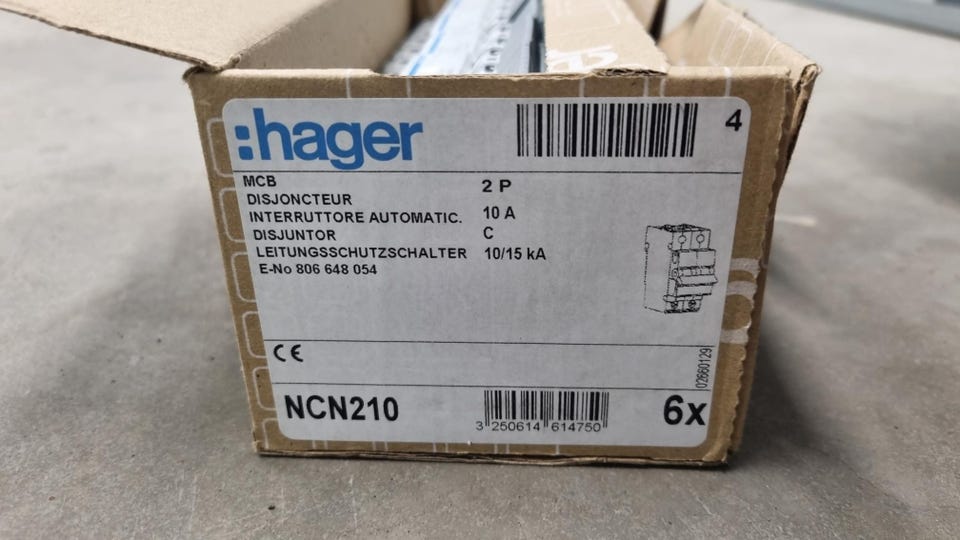 :hager
4
MCB
DISJONCTEUR
INTERRUTTORE AUTOMATIC.
DISJUNTOR
LEITUNGSSCHUTZSCHALTER
E-No 806 648 054
2 P
10 A
C
10/15 kA
CE
02660129
NCN210
3 250614 614750
6x